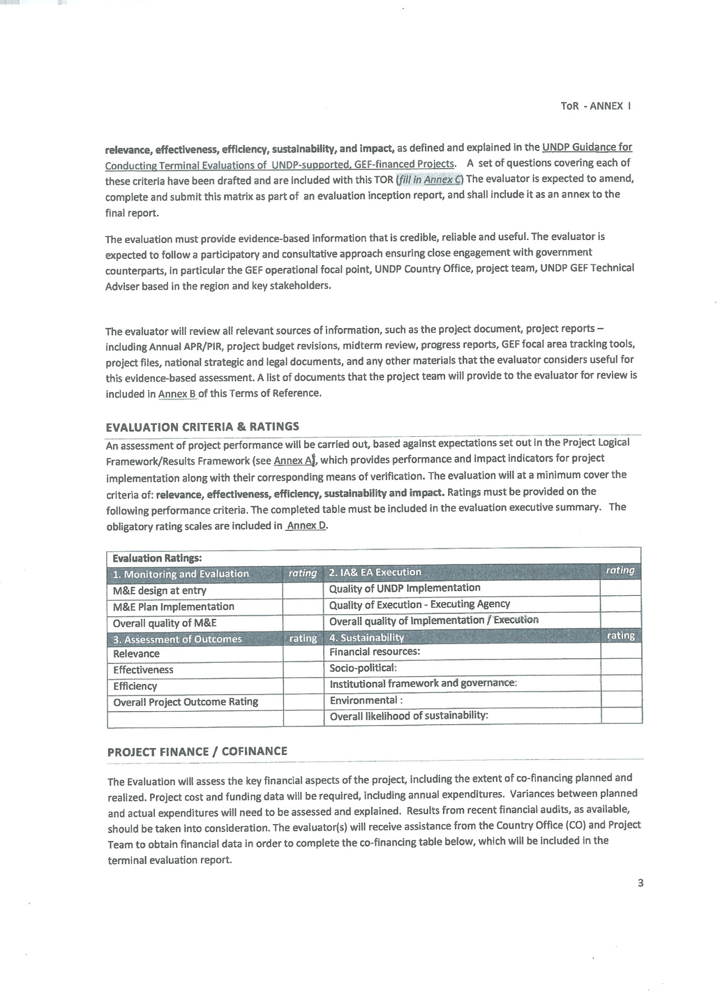 ToR - ANNEX I
relevance, effectiveness, efficiency, sustainability, and impact, as defined and explained in the UNDP Guidance for
Conducting Terminal Evaluations of UNDP-supported, GEF-financed Projects. A set of questions covering each of
these criteria have been drafted and are included with this TOR (fill in Annex C) The evaluator is expected to amend,
complete and submit this matrix as part of an evaluation inception report, and shall include it as an annex to the
final report.
The evaluation must provide evidence-based information that is credible, reliable and useful. The evaluator is
expected to follow a participatory and consultative approach ensuring close engagement with government
counterparts, in particular the GEF operational focal point, UNDP Country Office, project team, UNDP GEF Technical
Adviser based in the region and key stakeholders.
The evaluator will review all relevant sources of information, such as the project document, project reports –
including Annual APR/PIR, project budget revisions, midterm review, progress reports, GEF focal area tracking tools,
project files, national strategic and legal documents, and any other materials that the evaluator considers useful for
this evidence-based assessment. A list of documents that the project team will provide to the evaluator for review is
included in Annex B of this Terms of Reference.
EVALUATION CRITERIA & RATINGS
An assessment of project performance will be carried out, based against expectations set out in the Project Logical
Framework/Results Framework (see Annex A), which provides performance and impact indicators for project
implementation along with their corresponding means of verification. The evaluation will at a minimum cover the
criteria of: relevance, effectiveness, efficiency, sustainability and impact. Ratings must be provided on the
following performance criteria. The completed table must be included in the evaluation executive summary. The
obligatory rating scales are included in Annex D.
Evaluation Ratings:
1. Monitoring and Evaluation rating 2. IA& EA Execution rating
M&E design at entry Quality of UNDP Implementation
M&E Plan Implementation Quality of Execution - Executing Agency
Overall quality of M&E Overall quality of Implementation / Execution
3. Assessment of Outcomes rating 4. Sustainability rating
Relevance Financial resources:
Effectiveness Socio-political:
Efficiency Institutional framework and governance:
Overall Project Outcome Rating Environmental :
Overall likelihood of sustainability:
PROJECT FINANCE / COFINANCE
The Evaluation will assess the key financial aspects of the project, including the extent of co-financing planned and
realized. Project cost and funding data will be required, including annual expenditures. Variances between planned
and actual expenditures will need to be assessed and explained. Results from recent financial audits, as available,
should be taken into consideration. The evaluator(s) will receive assistance from the Country Office (CO) and Project
Team to obtain financial data in order to complete the co-financing table below, which will be included in the
terminal evaluation report.
3